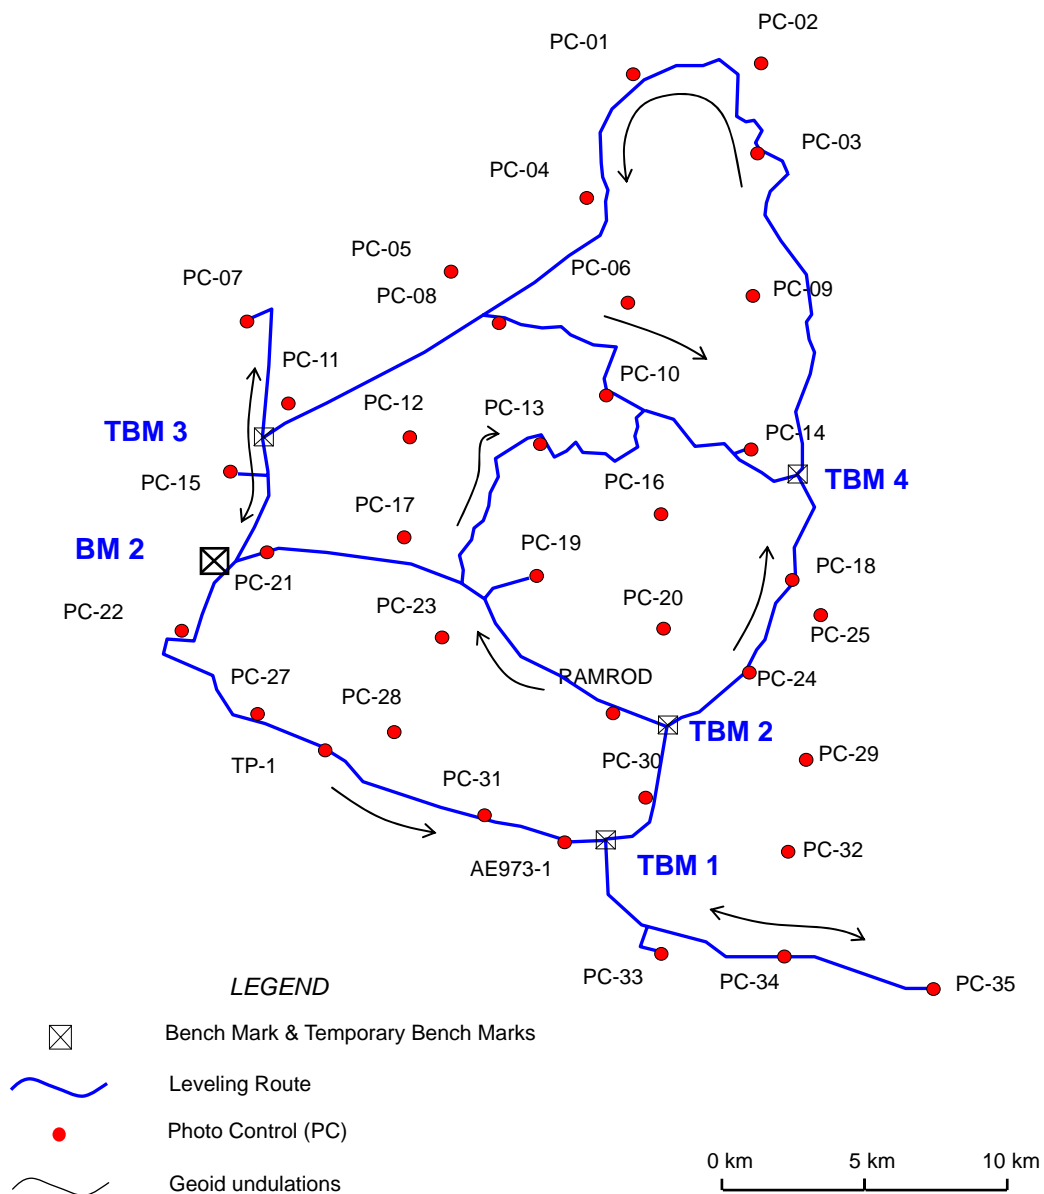 PC-02
PC-01
PC-03
PC-04
PC-05
PC-06
PC-07
PC-08
PC-09
PC-11
PC-10
PC-12
PC-13
TBM 3
PC-14
PC-15
PC-16
TBM 4
PC-17
BM 2
PC-19
PC-18
PC-21
PC-20
PC-22
PC-23
PC-25
RAMROD
PC-24
PC-27
PC-28
TBM 2
PC-29
PC-30
TP-1
PC-31
PC-32
AE973-1
TBM 1
PC-33
PC-34
PC-35
LEGEND
Bench Mark & Temporary Bench Marks
Leveling Route
Photo Control (PC)
Geoid undulations
0 km
5 km
10 km